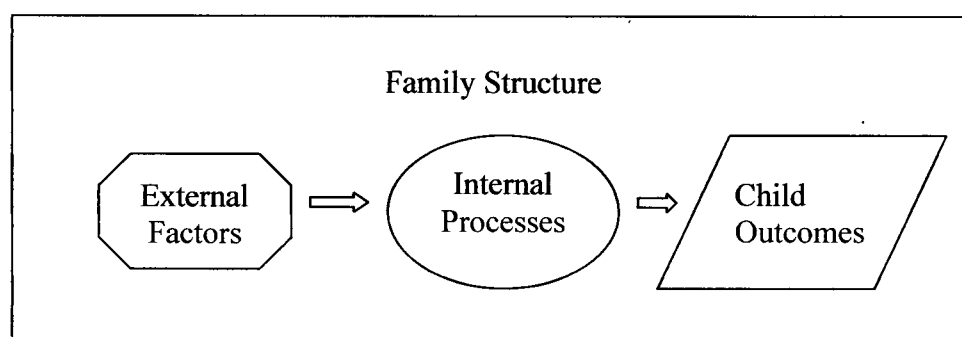 Family Structure
External
Factors
Internal
Processes
Child
Outcomes